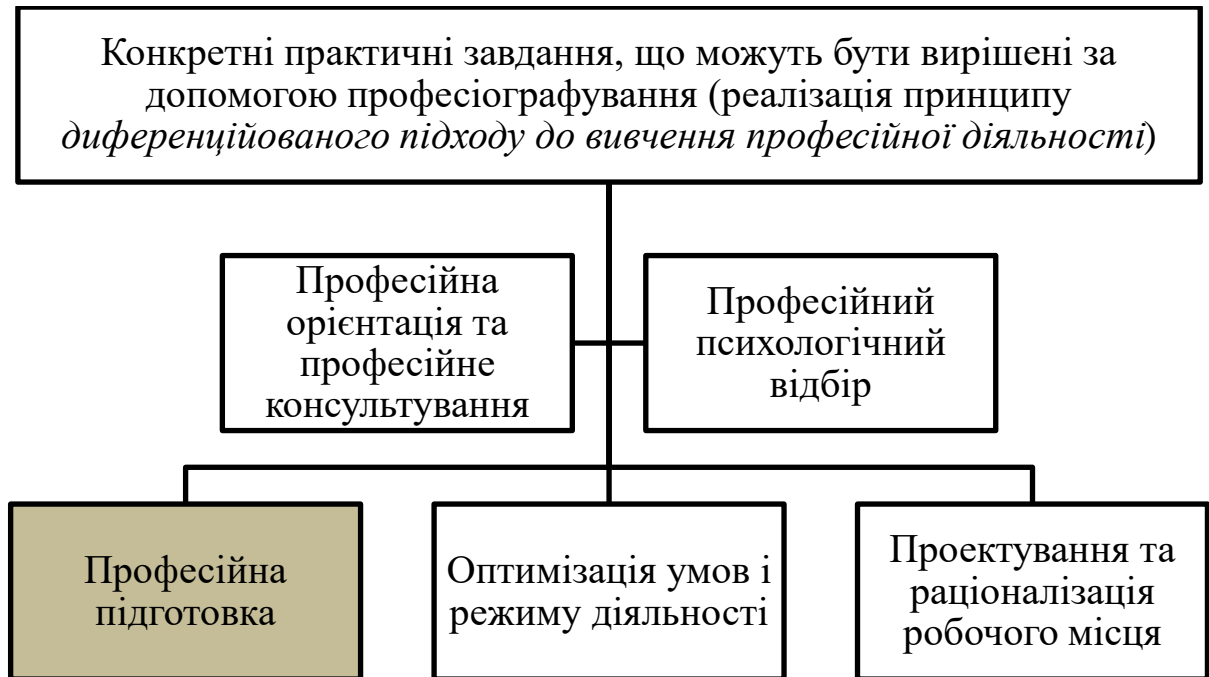 Конкретні практичні завдання, що можуть бути вирішені за
допомогою професіографування (реалізація принципу
диференційованого підходу до вивчення професійної діяльності)
Професійна
орієнтація та
професійне
консультування
Професійний
психологічний
відбір
Професійна
підготовка
Оптимізація умов і
режиму діяльності
Проектування та
раціоналізація
робочого місця